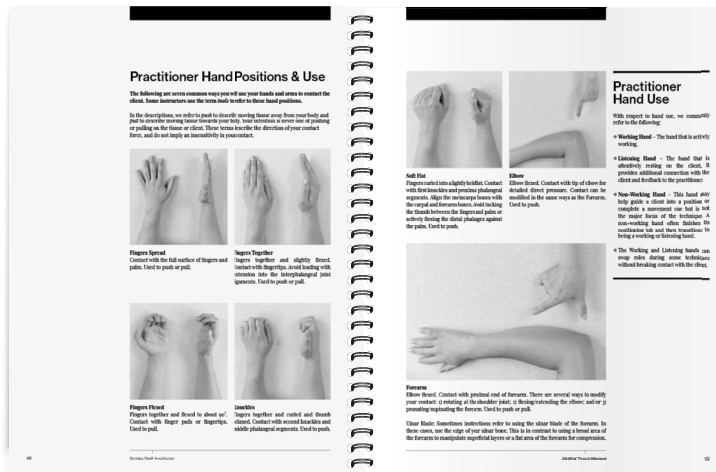 Practitioner Hand Positions & Use
The following are seven common ways you wil use your hands and arms to contact the
client. Some instructors use the term tools to refer to these hand positions.
In the descriptions, we refer to push to describe moving tissue away from your body and
pull to describe moving tissue towards your body. Your intention is never one of pushing
or pulling on the tissue or client. These terms describe the direction of your contact
force, and do not imply an insensitivity in your contact.
Fingers Spread
Contact with the full surface of fingers and
palm. Used to push or pull.
Fingers Together
Fingers together and slightly flexed.
Contact with fingertips. Avoid loading with
extension into the interphalangeal joint
ligaments. Used to push or pull.
Fingers Flexed
Fingers together and flexed to about 90°.
Contact with finger pads or fingertips.
Used to pull.
Knuckles
Fingers together and curled and thumb
relaxed. Contact with second knuckles and
middle phalangeal segments. Used to push.
Soft Fist
Fingers curled into a lightly held fist. Contact
with first knuckles and proximal phalangeal
segments. Align the metacarpa bones with
the carpal and forearm bones. Avoid tucking
the thumb between the fingers and palm or
actively flexing the distal phalages against
the palm. Used to push.
Elbow
Elbow flexed. Contact with tip of elbow for
detailed direct pressure. Contact can be
modified in the same ways as the Forearm.
Used to push.
Forearm
Elbow flexed. Contact with proximal end of forearm. There are several ways to modify
your contact: 1) rotating at the shoulder joint; 2) flexing/extending the elbow; and/or 3)
pronating/supinating the forearm. Used to push or pull.
Ulnar Blade: Sometimes instructions refer to using the ulnar blade of the forearm. In
these cases, use the edge of your ulnar bone. This is in contrast to using a broad area of
the forearm to manipulate superficial layers or a flat area of the forearm for compression.
Practitioner
Hand Use
With respect to hand use, we commonly
refer to the following:
Working Hand – The hand that is actively
working.
Listening Hand – The hand that is
attentively resting on the client. It
provides additional connection with the
client and feedback to the practitioner.
Non-Working Hand – This hand may
help guide a client into a position or
complete a movement cue but is not
the major focus of the technique. A
non-working hand often finishes its
positioning job and then transitions to
being a working or listening hand.
The Working and Listening hands can
swap roles during some techniques
without breaking contact with the client.